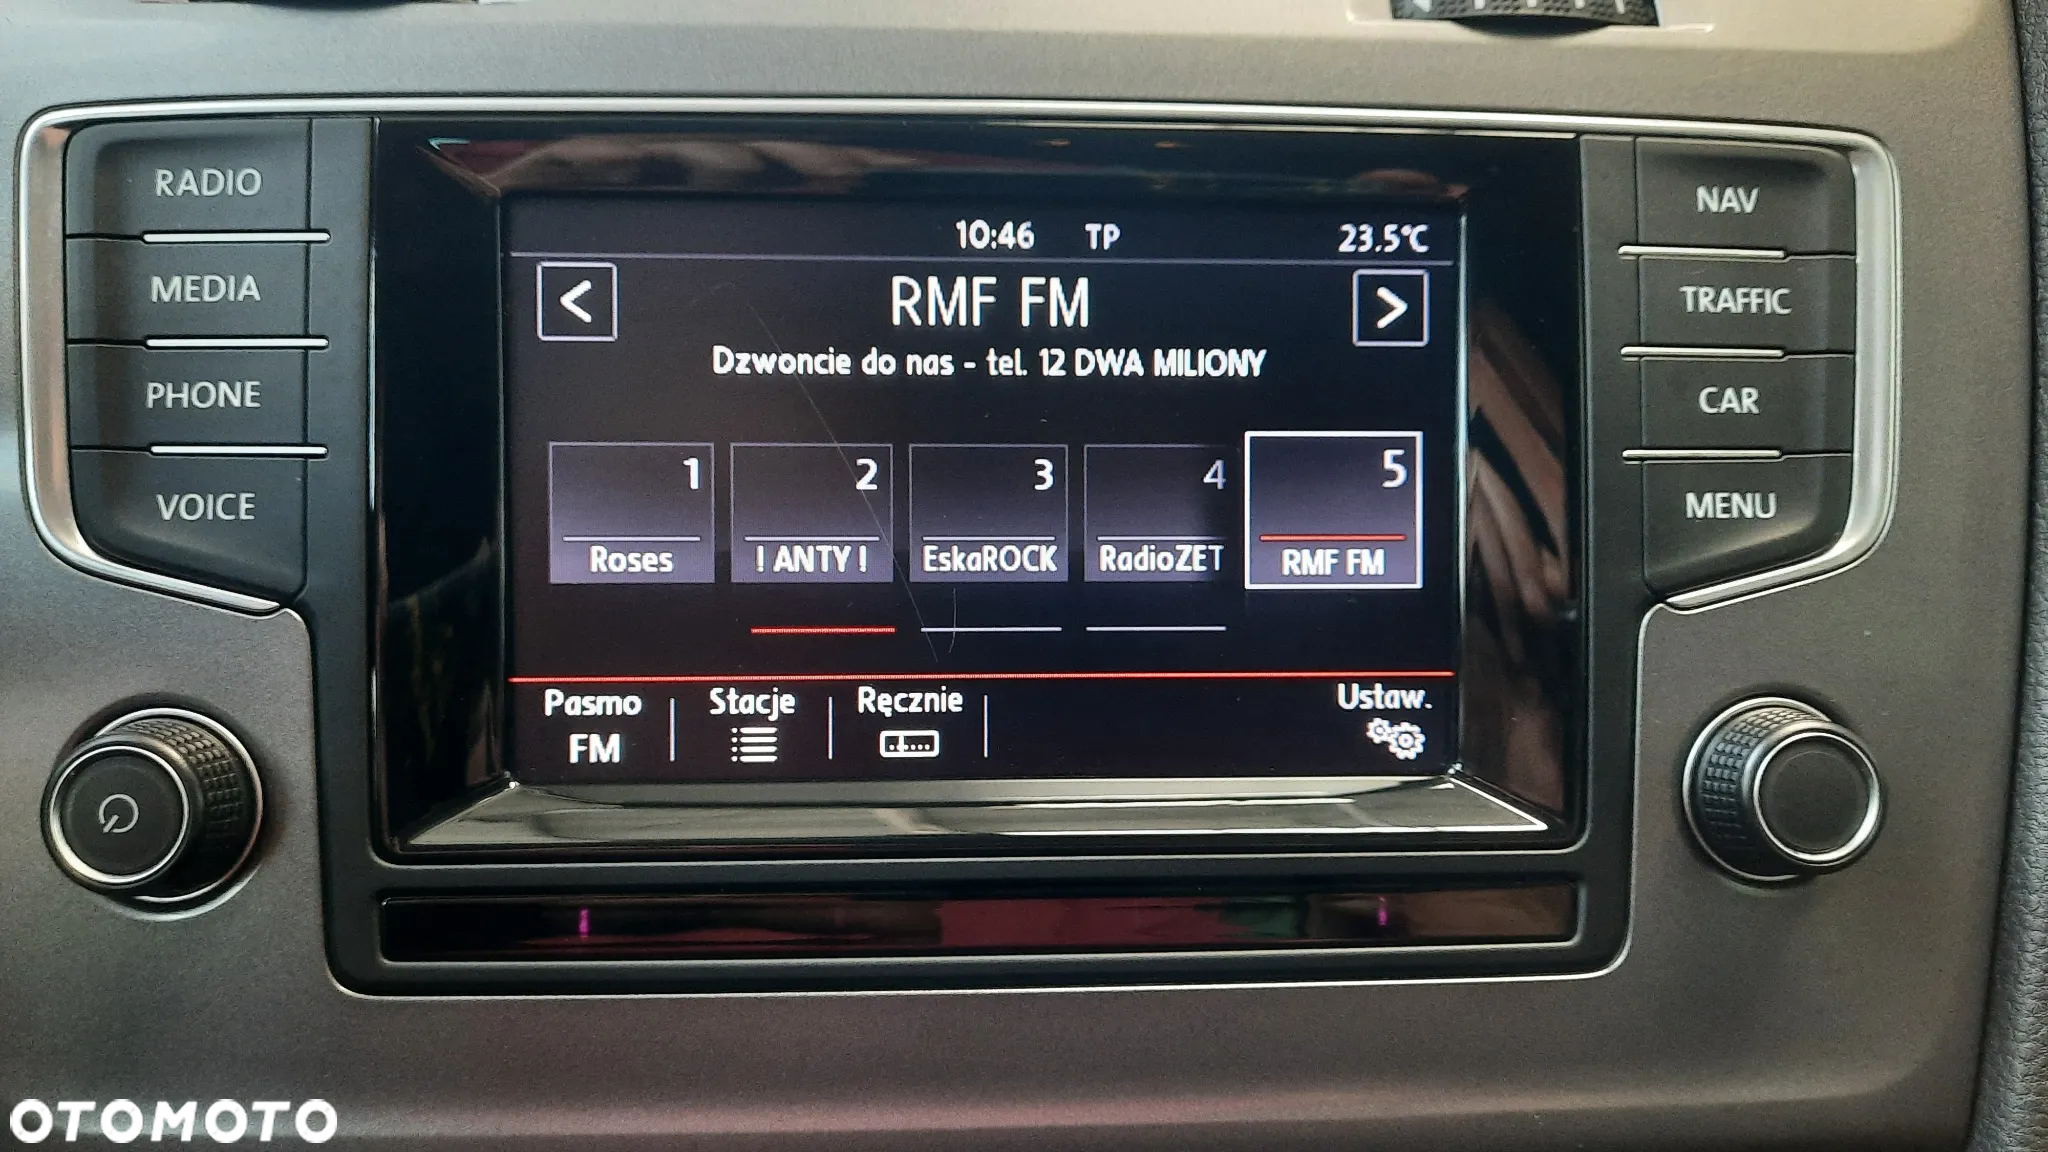 RADIO
MEDIA
PHONE
VOICE
10:46 TP 23.5°C
< RMF FM >
Dzwoncie do nas - tel. 12 DWA MILIONY
1 2 3 4 5
Roses ! ANTY ! EskaROCK RadioZET RMF FM
Pasmo Stacje Ręcznie Ustaw.
FM
NAV
TRAFFIC
CAR
MENU
OTOMOTO